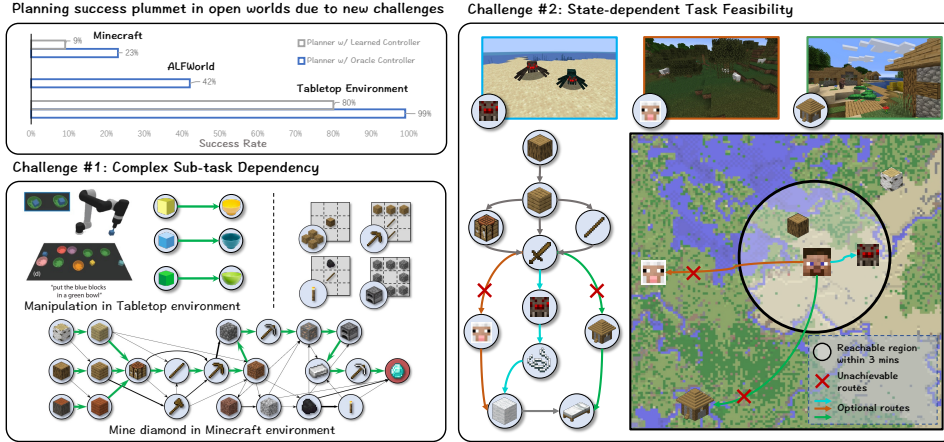 Planning success plummet in open worlds due to new challenges
Minecraft
9%
23%
Planner w/ Learned Controller
Planner w/ Oracle Controller
ALFWorld
42%
Tabletop Environment
80%
99%
0%
10%
20%
30%
40%
50%
60%
70%
80%
90%
100%
Success Rate
Challenge #1: Complex Sub-task Dependency
(d)
"put the blue blocks
in a green bowl"
Manipulation in Tabletop environment
Mine diamond in Minecraft environment
Challenge #2: State-dependent Task Feasibility
Reachable region
within 3 mins
Unachievable
routes
Optional routes